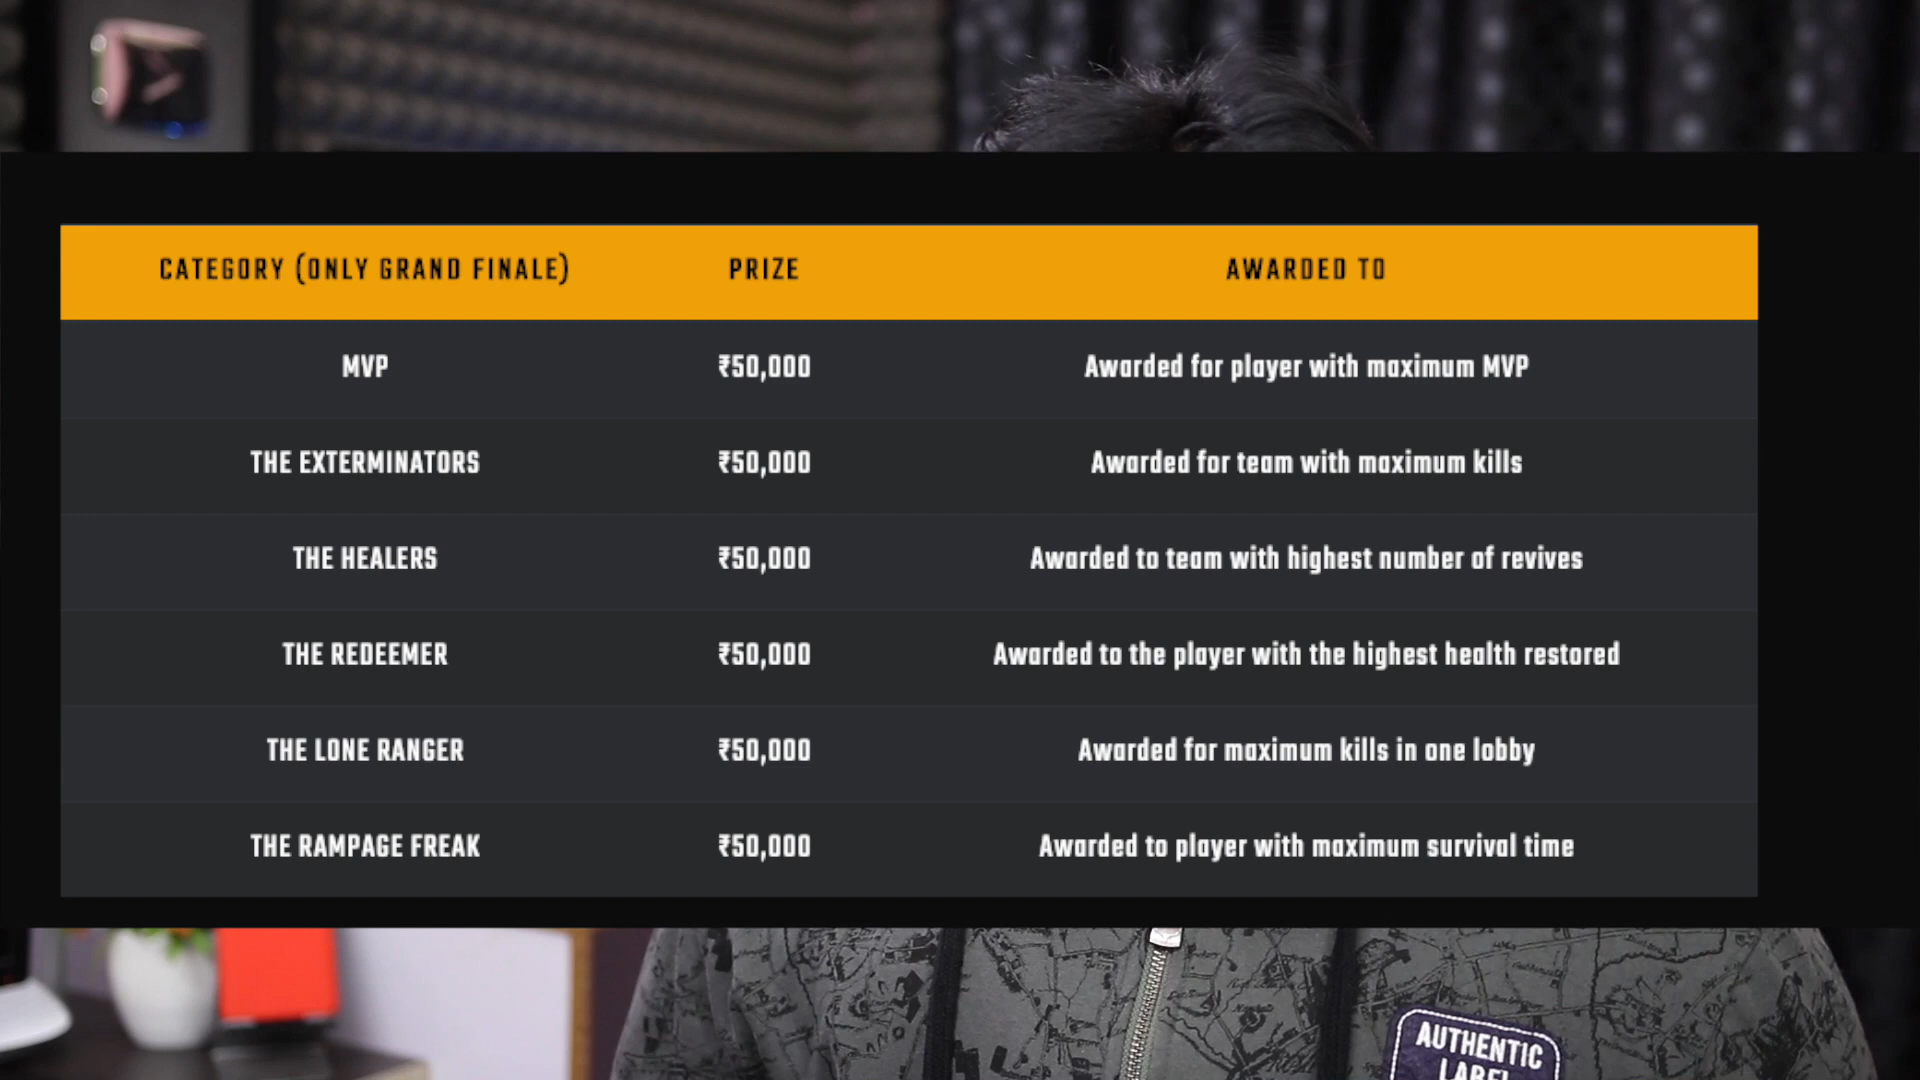 CATEGORY (ONLY GRAND FINALE) PRIZE AWARDED TO
MVP ₹50,000 Awarded for player with maximum MVP
THE EXTERMINATORS ₹50,000 Awarded for team with maximum kills
THE HEALERS ₹50,000 Awarded to team with highest number of revives
THE REDEEMER ₹50,000 Awarded to the player with the highest health restored
THE LONE RANGER ₹50,000 Awarded for maximum kills in one lobby
THE RAMPAGE FREAK ₹50,000 Awarded to player with maximum survival time
AUTHENTIC
LABEL